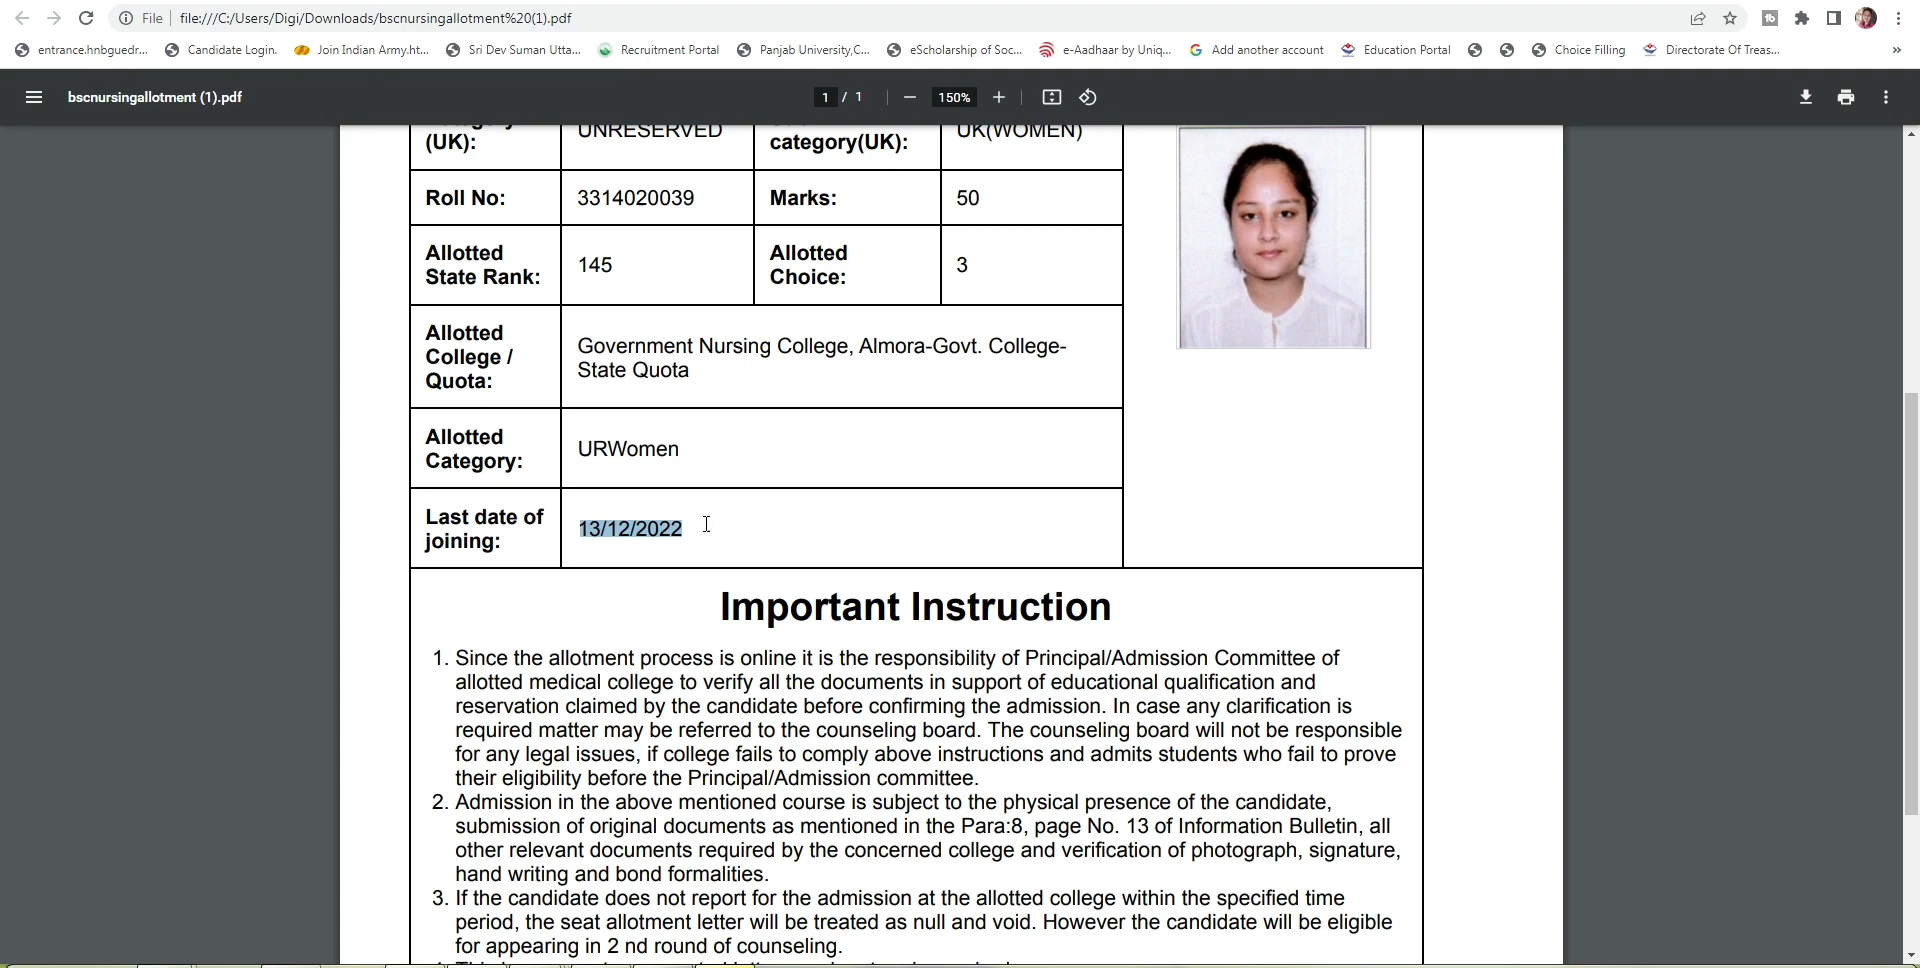 File file:///C:/Users/Digi/Downloads/bscnursingallotment%20(1).pdf
entrance.hnbguedr... Candidate Login. Join Indian Army.ht... Sri Dev Suman Utta... Recruitment Portal Panjab University,C... eScholarship of Soc... e-Aadhaar by Uniq... Add another account Education Portal Choice Filling Directorate Of Treas... »
bscnursingallotment (1).pdf 1 / 1 150%
(UK): UNRESERVED category(UK): UK(WOMEN)
Roll No: 3314020039 Marks: 50
Allotted State Rank: 145 Allotted Choice: 3
Allotted
College /
Quota:
Government Nursing College, Almora-Govt. College-
State Quota
Allotted
Category:
URWomen
Last date of
joining:
13/12/2022
Important Instruction
1. Since the allotment process is online it is the responsibility of Principal/Admission Committee of
allotted medical college to verify all the documents in support of educational qualification and
reservation claimed by the candidate before confirming the admission. In case any clarification is
required matter may be referred to the counseling board. The counseling board will not be responsible
for any legal issues, if college fails to comply above instructions and admits students who fail to prove
their eligibility before the Principal/Admission committee.
2. Admission in the above mentioned course is subject to the physical presence of the candidate,
submission of original documents as mentioned in the Para:8, page No. 13 of Information Bulletin, all
other relevant documents required by the concerned college and verification of photograph, signature,
hand writing and bond formalities.
3. If the candidate does not report for the admission at the allotted college within the specified time
period, the seat allotment letter will be treated as null and void. However the candidate will be eligible
for appearing in 2 nd round of counseling.